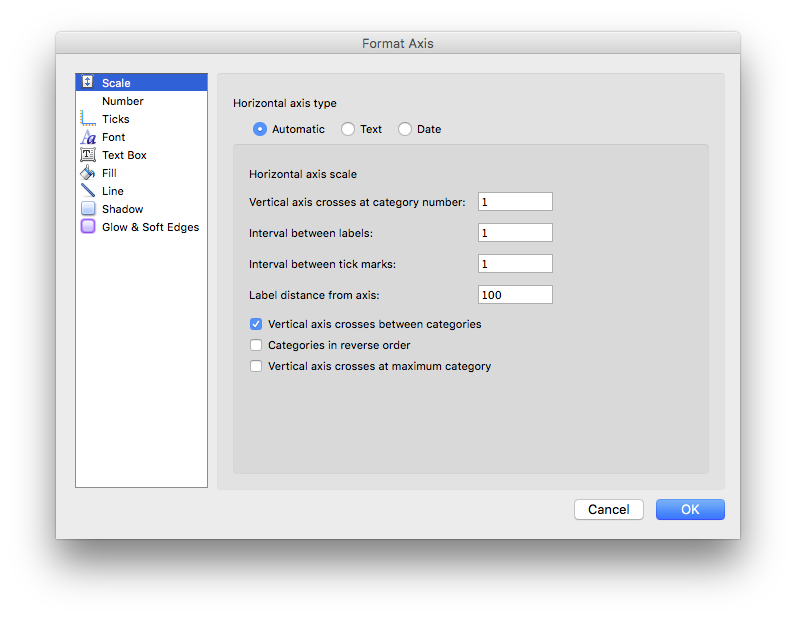 Format Axis
Scale
Number
Ticks
Font
Text Box
Fill
Line
Shadow
Glow & Soft Edges
Horizontal axis type
Automatic Text Date
Horizontal axis scale
Vertical axis crosses at category number: 1
Interval between labels: 1
Interval between tick marks: 1
Label distance from axis: 100
Vertical axis crosses between categories
Categories in reverse order
Vertical axis crosses at maximum category
Cancel OK